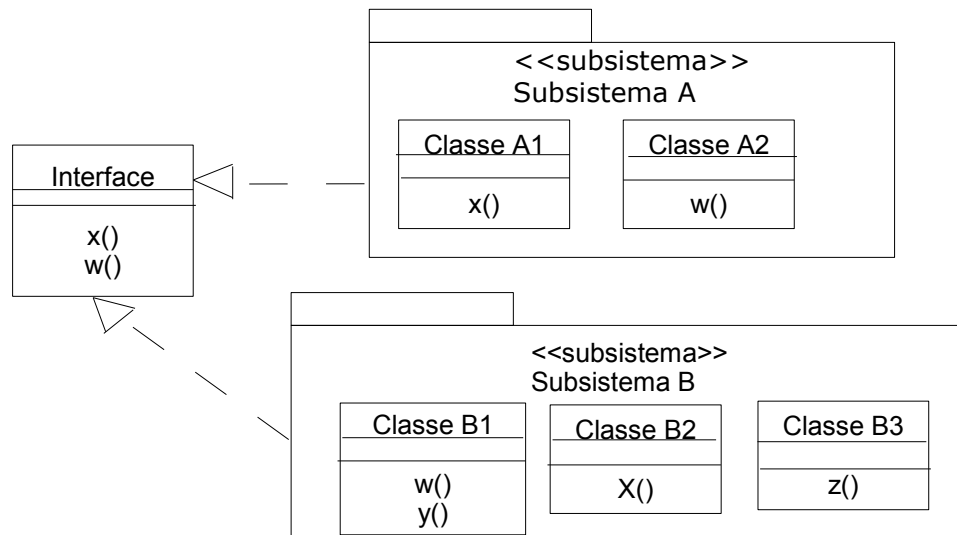 <<subsistema>>
Subsistema A
Classe A1
x()
Classe A2
w()
Interface
x()
w()
<<subsistema>>
Subsistema B
Classe B1
w()
y()
Classe B2
X()
Classe B3
z()